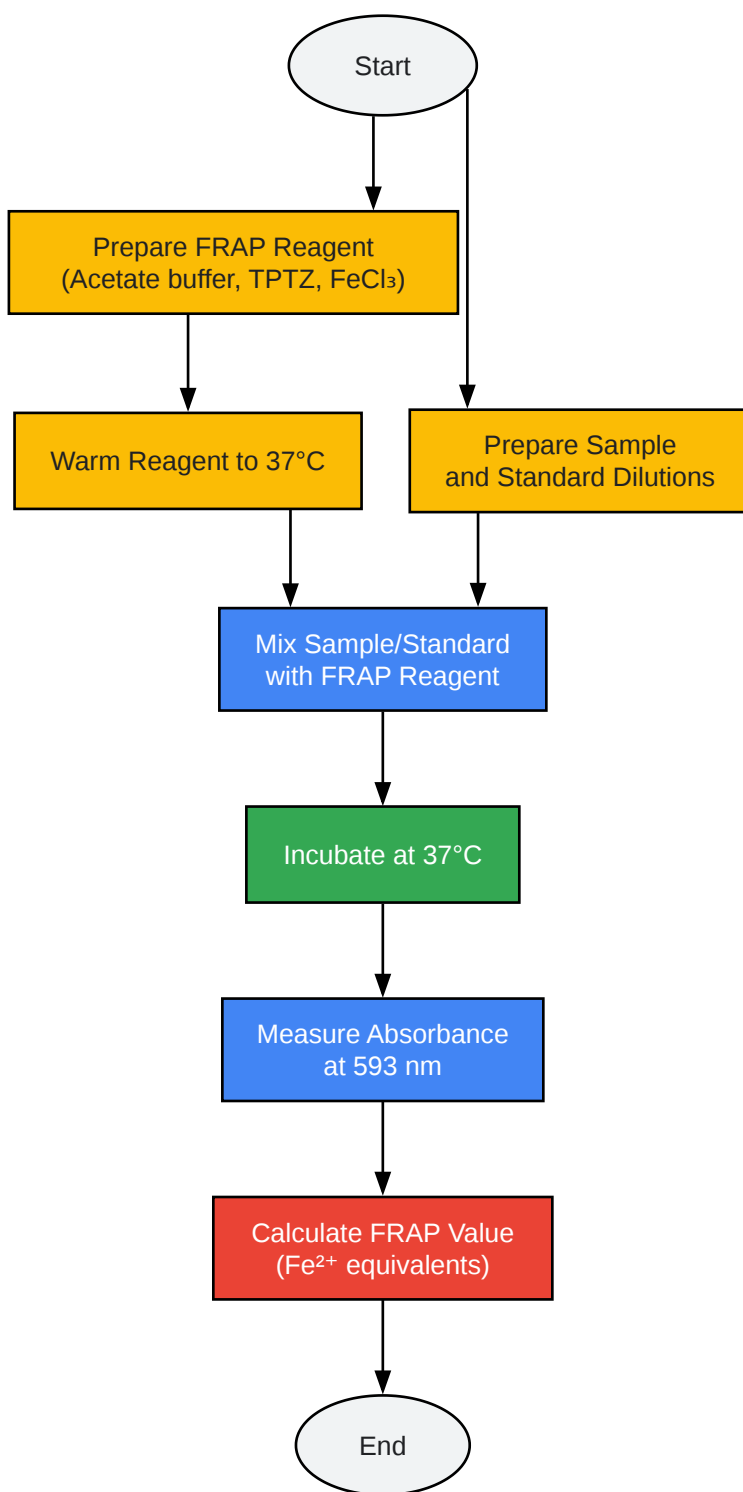 Start
Prepare FRAP Reagent
(Acetate buffer, TPTZ, FeCl₃)
Warm Reagent to 37°C
Prepare Sample
and Standard Dilutions
Mix Sample/Standard
with FRAP Reagent
Incubate at 37°C
Measure Absorbance
at 593 nm
Calculate FRAP Value
(Fe²⁺ equivalents)
End